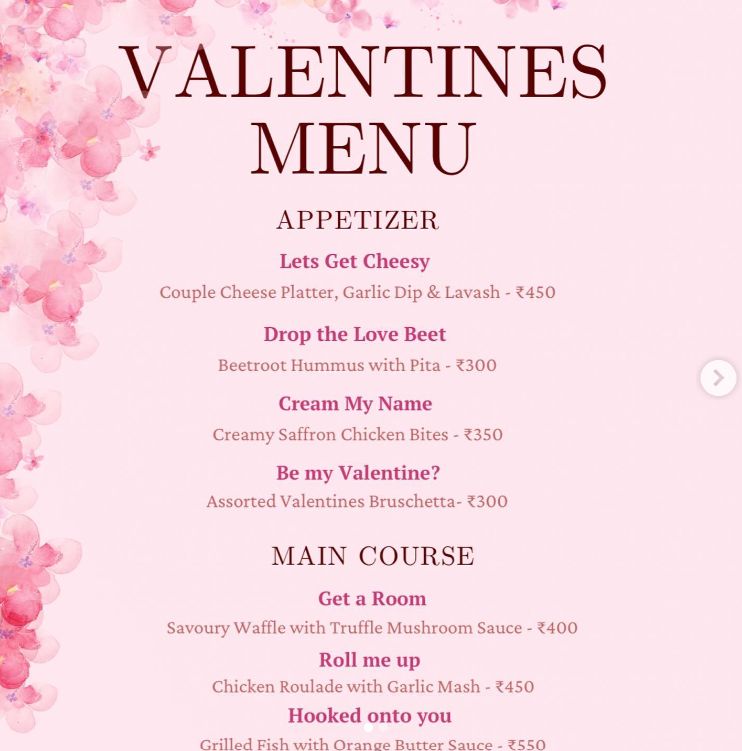 VALENTINES
MENU
APPETIZER
Lets Get Cheesy
Couple Cheese Platter, Garlic Dip & Lavash - ₹450
Drop the Love Beet
Beetroot Hummus with Pita - ₹300
Cream My Name
Creamy Saffron Chicken Bites - ₹350
Be my Valentine?
Assorted Valentines Bruschetta- ₹300
MAIN COURSE
Get a Room
Savoury Waffle with Truffle Mushroom Sauce - ₹400
Roll me up
Chicken Roulade with Garlic Mash - ₹450
Hooked onto you
Grilled Fish with Orange Butter Sauce - ₹550